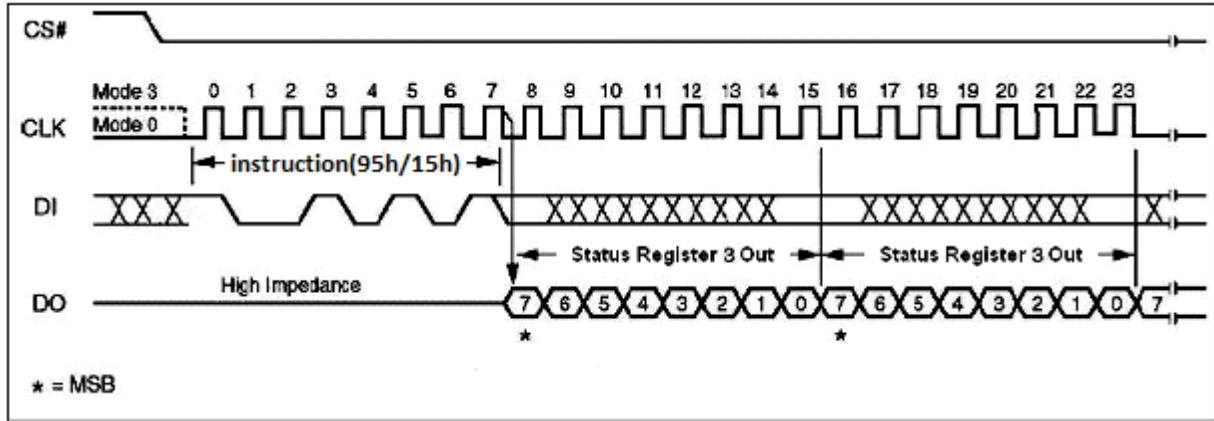 CS#
Mode 3 0 1 2 3 4 5 6 7 8 9 10 11 12 13 14 15 16 17 18 19 20 21 22 23
CLK Mode 0
instruction(95h/15h)
DI
Status Register 3 Out Status Register 3 Out
High Impedance
DO 7 6 5 4 3 2 1 0 7 6 5 4 3 2 1 0 7
* *
* = MSB